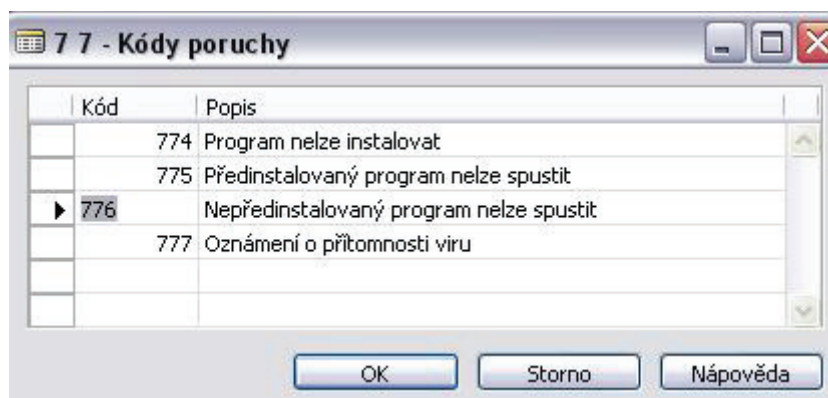 7 7 - Kódy poruchy
Kód Popis
774 Program nelze instalovat
775 Předinstalovaný program nelze spustit
776 Nepředinstalovaný program nelze spustit
777 Oznámení o přítomnosti viru
OK Storno Nápověda